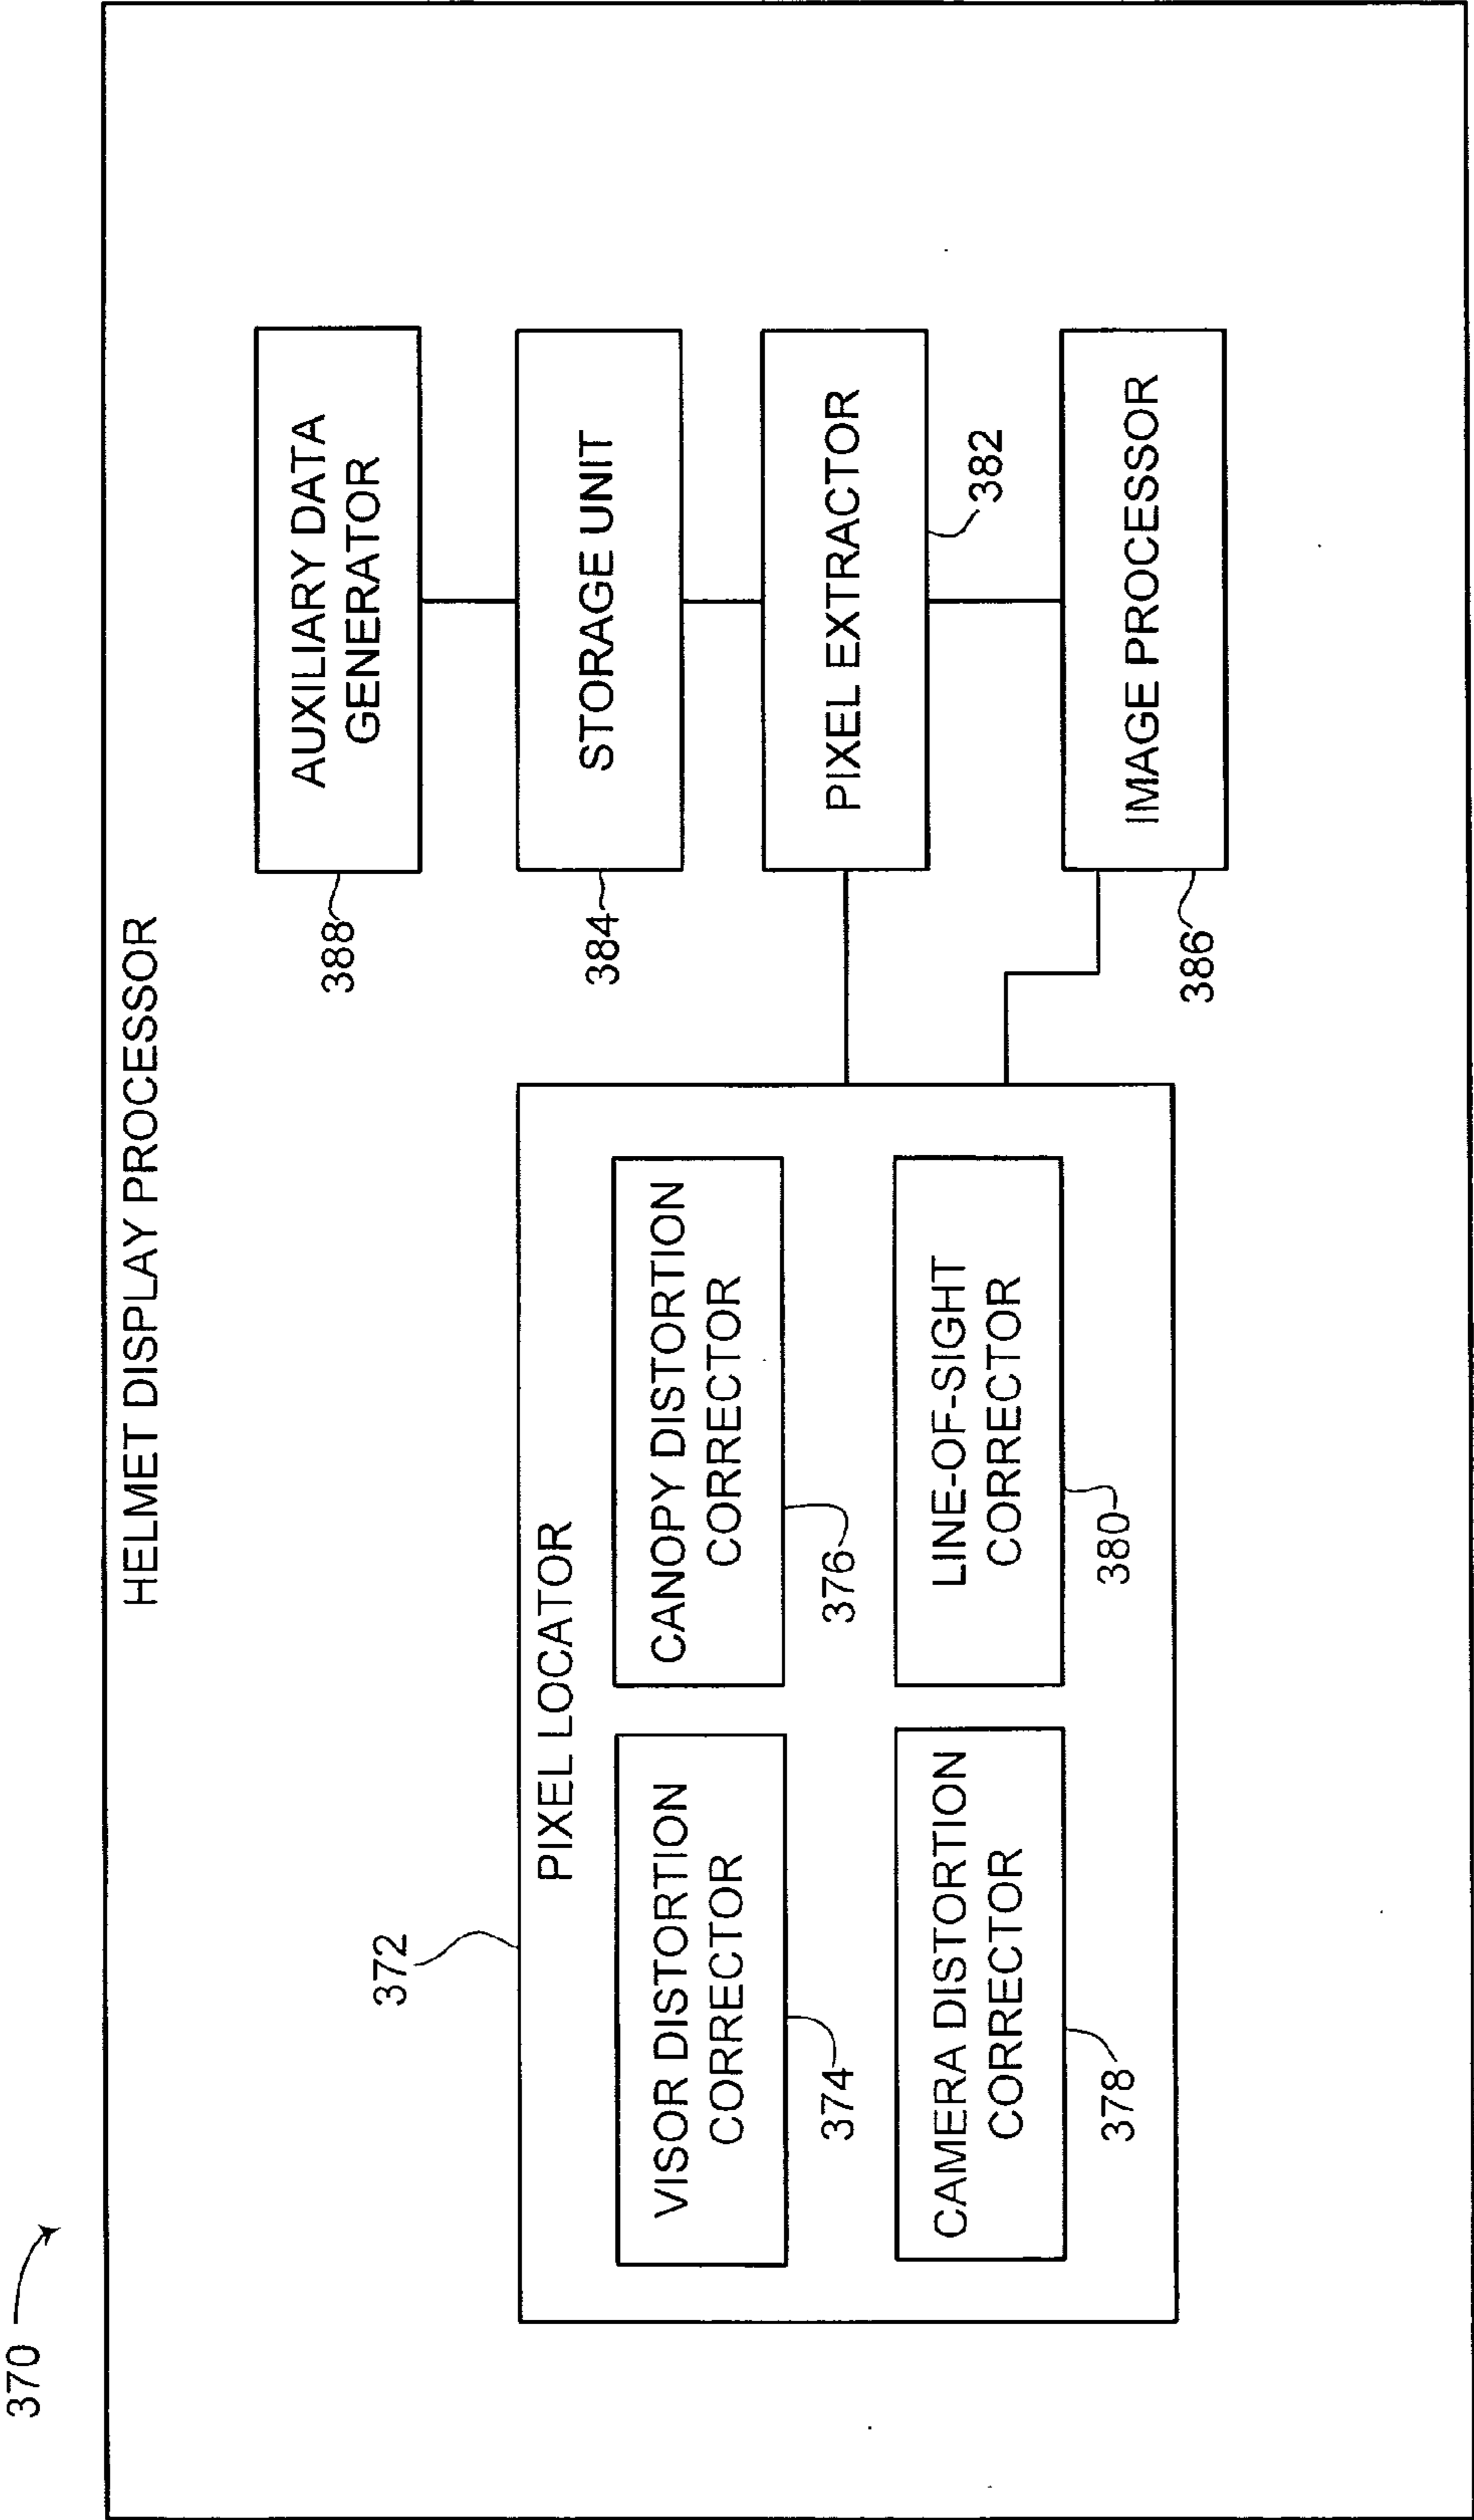 370
HELMET DISPLAY PROCESSOR
372
PIXEL LOCATOR
VISOR DISTORTION
CORRECTOR
374
CANOPY DISTORTION
CORRECTOR
376
CAMERA DISTORTION
CORRECTOR
378
LINE-OF-SIGHT
CORRECTOR
380
AUXILIARY DATA
GENERATOR
388
STORAGE UNIT
384
PIXEL EXTRACTOR
382
IMAGE PROCESSOR
386